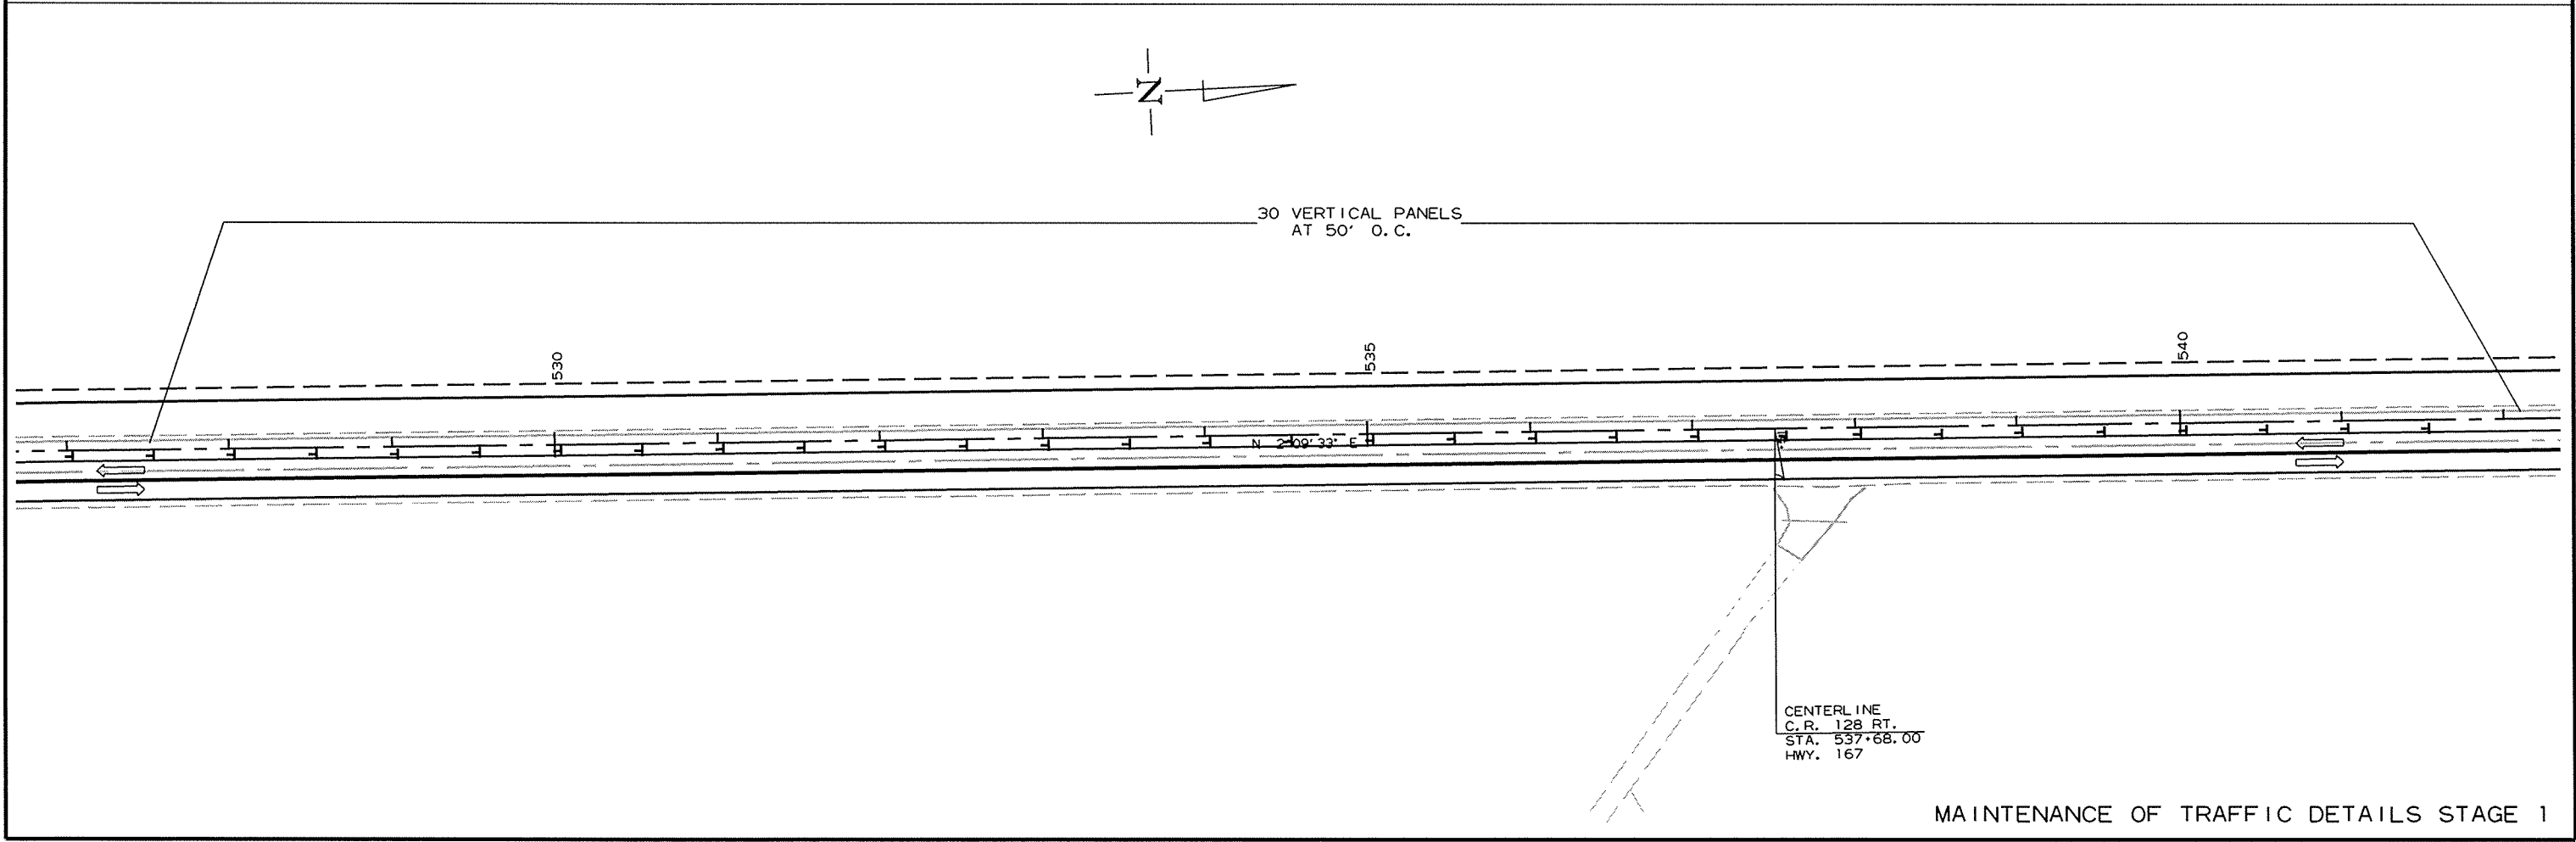 N
30 VERTICAL PANELS
AT 50' O.C.
530
535
540
N 2°09'33" E
CENTERLINE
C.R. 128 RT.
STA. 537+68.00
HWY. 167
MAINTENANCE OF TRAFFIC DETAILS STAGE 1